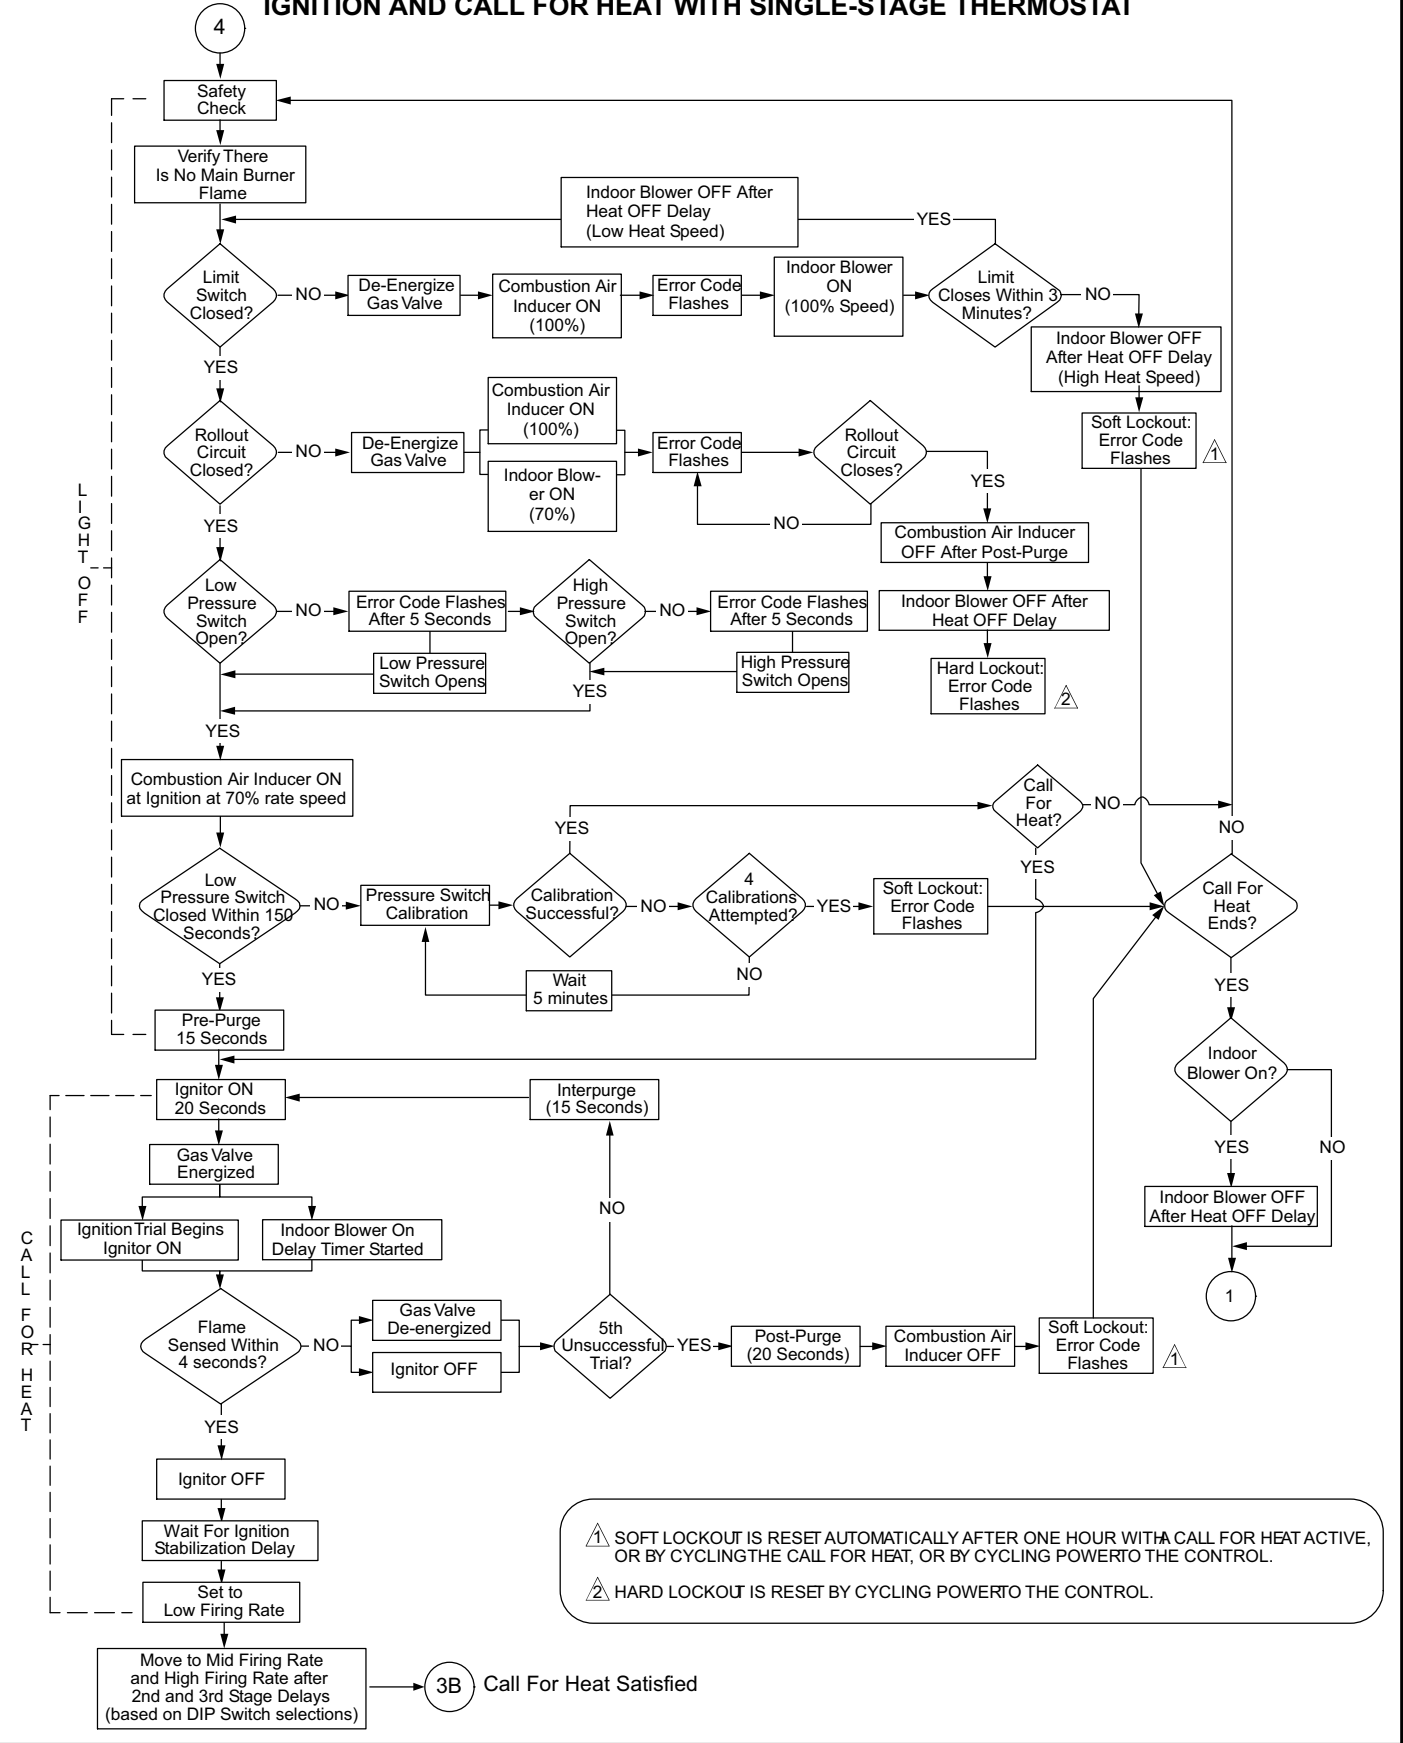 IGNITION AND CALL FOR HEAT WITH SINGLE-STAGE THERMOSTAT
4
Safety
Check
Verify There
Is No Main Burner
Flame
Indoor Blower OFF After
Heat OFF Delay
(Low Heat Speed)
YES
Limit
Switch
Closed?
NO
De-Energize
Gas Valve
Combustion Air
Inducer ON
(100%)
Error Code
Flashes
Indoor Blower
ON
(100% Speed)
Limit
Closes Within 3
Minutes?
NO
Indoor Blower OFF
After Heat OFF Delay
(High Heat Speed)
Soft Lockout:
Error Code
Flashes
1
YES
Rollout
Circuit
Closed?
NO
De-Energize
Gas Valve
Combustion Air
Inducer ON
(100%)
Indoor Blow-
er ON
(70%)
Error Code
Flashes
Rollout
Circuit
Closes?
NO
YES
Combustion Air Inducer
OFF After Post-Purge
Indoor Blower OFF After
Heat OFF Delay
Hard Lockout:
Error Code
Flashes
2
LIGHT OFF
YES
Low
Pressure
Switch
Open?
NO
Error Code Flashes
After 5 Seconds
Low Pressure
Switch Opens
High
Pressure
Switch
Open?
NO
Error Code Flashes
After 5 Seconds
High Pressure
Switch Opens
YES
YES
Combustion Air Inducer ON
at Ignition at 70% rate speed
Low
Pressure Switch
Closed Within 150
Seconds?
NO
Pressure Switch
Calibration
Calibration
Successful?
YES
NO
4
Calibrations
Attempted?
YES
Soft Lockout:
Error Code
Flashes
NO
Wait
5 minutes
Call
For
Heat?
NO
YES
NO
Call For
Heat
Ends?
YES
Indoor
Blower On?
YES
NO
Indoor Blower OFF
After Heat OFF Delay
1
YES
Pre-Purge
15 Seconds
Ignitor ON
20 Seconds
Interpurge
(15 Seconds)
Gas Valve
Energized
Ignition Trial Begins
Ignitor ON
Indoor Blower On
Delay Timer Started
CALL FOR HEAT
Flame
Sensed Within
4 seconds?
NO
Gas Valve
De-energized
Ignitor OFF
5th
Unsuccessful
Trial?
NO
YES
Post-Purge
(20 Seconds)
Combustion Air
Inducer OFF
Soft Lockout:
Error Code
Flashes
1
YES
Ignitor OFF
Wait For Ignition
Stabilization Delay
Set to
Low Firing Rate
Move to Mid Firing Rate
and High Firing Rate after
2nd and 3rd Stage Delays
(based on DIP Switch selections)
3B
Call For Heat Satisfied
1 SOFT LOCKOUT IS RESET AUTOMATICALLY AFTER ONE HOUR WITH A CALL FOR HEAT ACTIVE,
OR BY CYCLING THE CALL FOR HEAT, OR BY CYCLING POWER TO THE CONTROL.
2 HARD LOCKOUT IS RESET BY CYCLING POWER TO THE CONTROL.